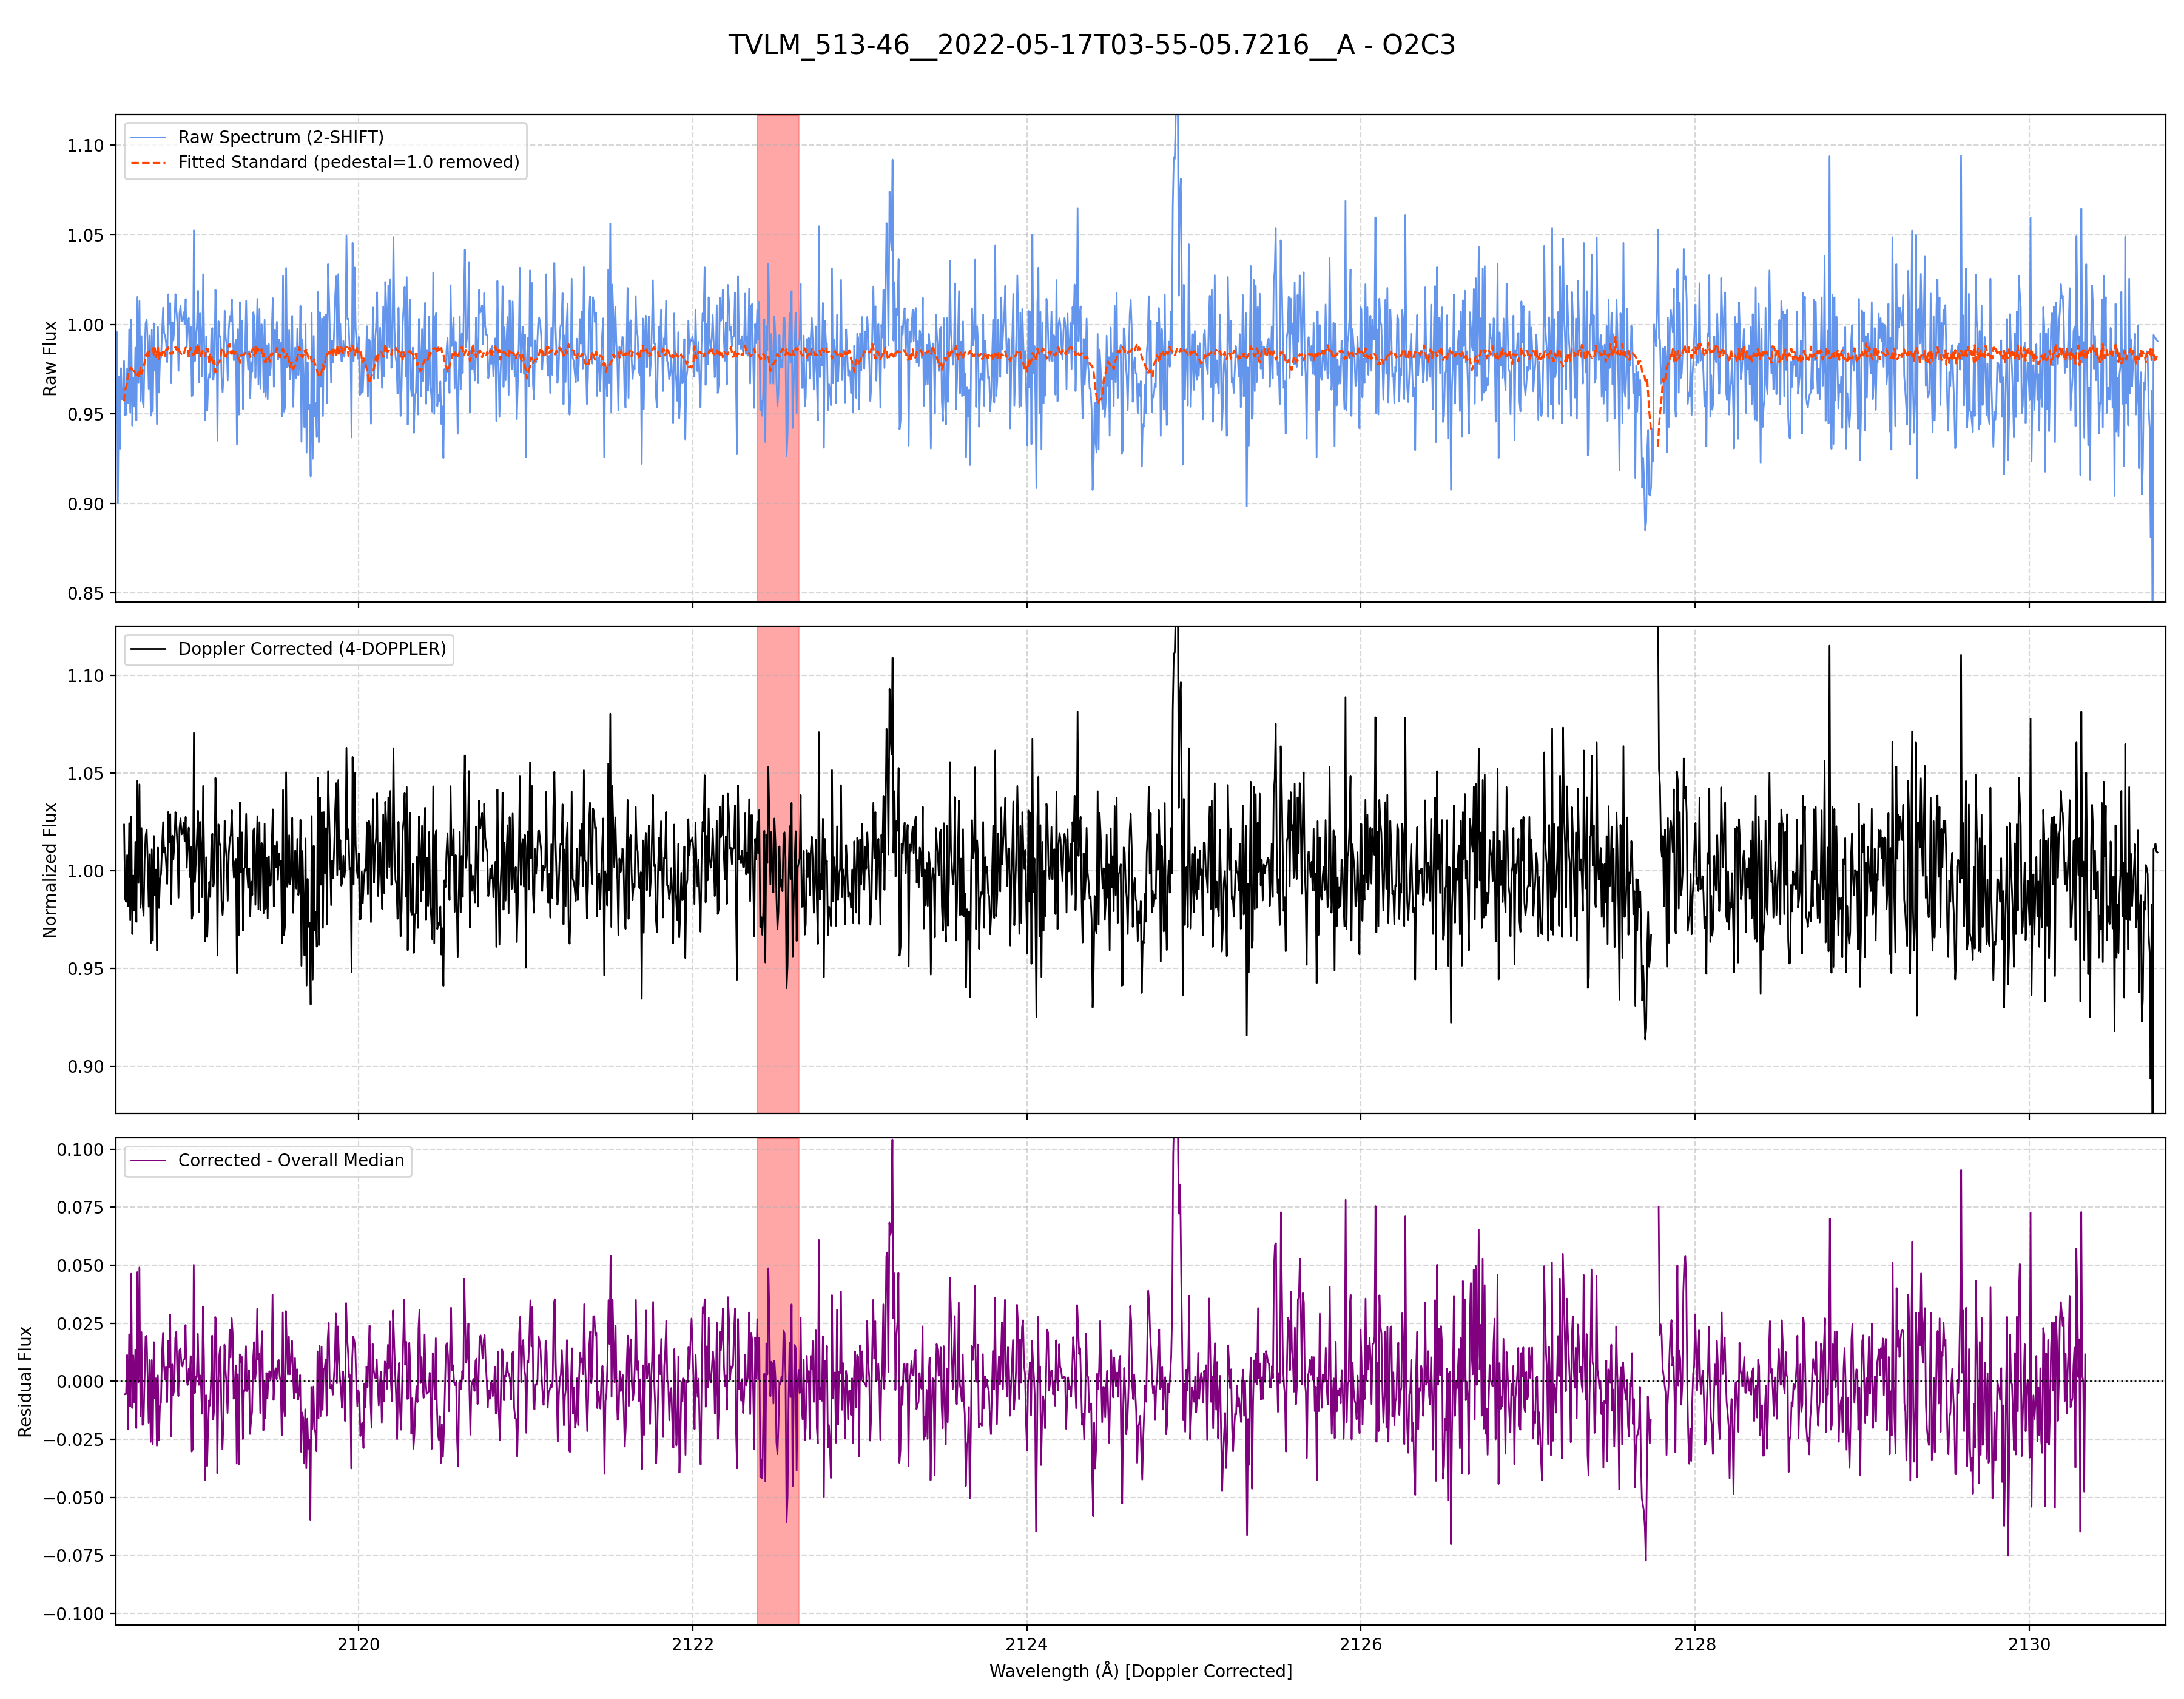 TVLM_513-46__2022-05-17T03-55-05.7216__A - O2C3
Raw Spectrum (2-SHIFT)
Fitted Standard (pedestal=1.0 removed)
Raw Flux
1.10
1.05
1.00
0.95
0.90
0.85
Doppler Corrected (4-DOPPLER)
Normalized Flux
1.10
1.05
1.00
0.95
0.90
Corrected - Overall Median
Residual Flux
0.100
0.075
0.050
0.025
0.000
−0.025
−0.050
−0.075
−0.100
2120 2122 2124 2126 2128 2130
Wavelength (Å) [Doppler Corrected]